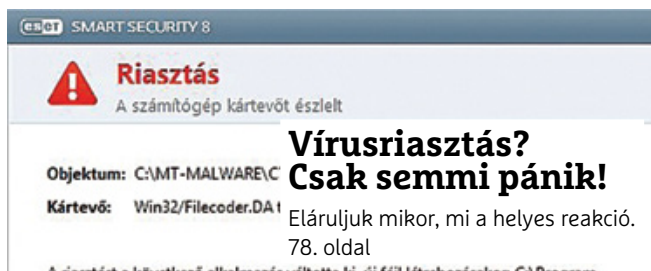 eset SMART SECURITY 8
Riasztás
A számítógép kártevőt észlelt
Objektum: C:\MT-MALWARE\C
Kártevő: Win32/Filecoder.DA t
Vírusriasztás?
Csak semmi pánik!
Eláruljuk mikor, mi a helyes reakció.
78. oldal